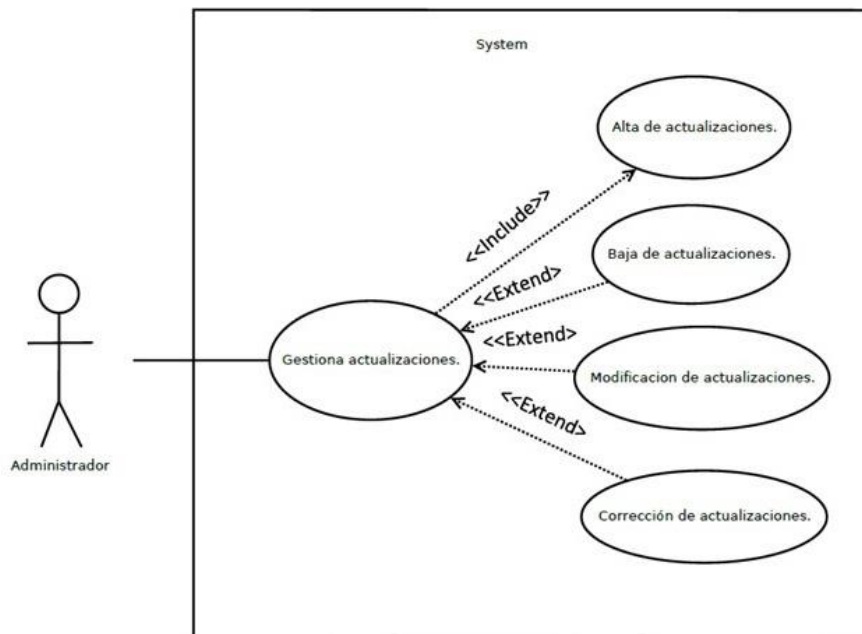 System
Alta de actualizaciones.
<<Include>>
Baja de actualizaciones.
<<Extend>
<<Extend>
Gestiona actualizaciones.
Modificacion de actualizaciones.
<<Extend>
Administrador
Corrección de actualizaciones.